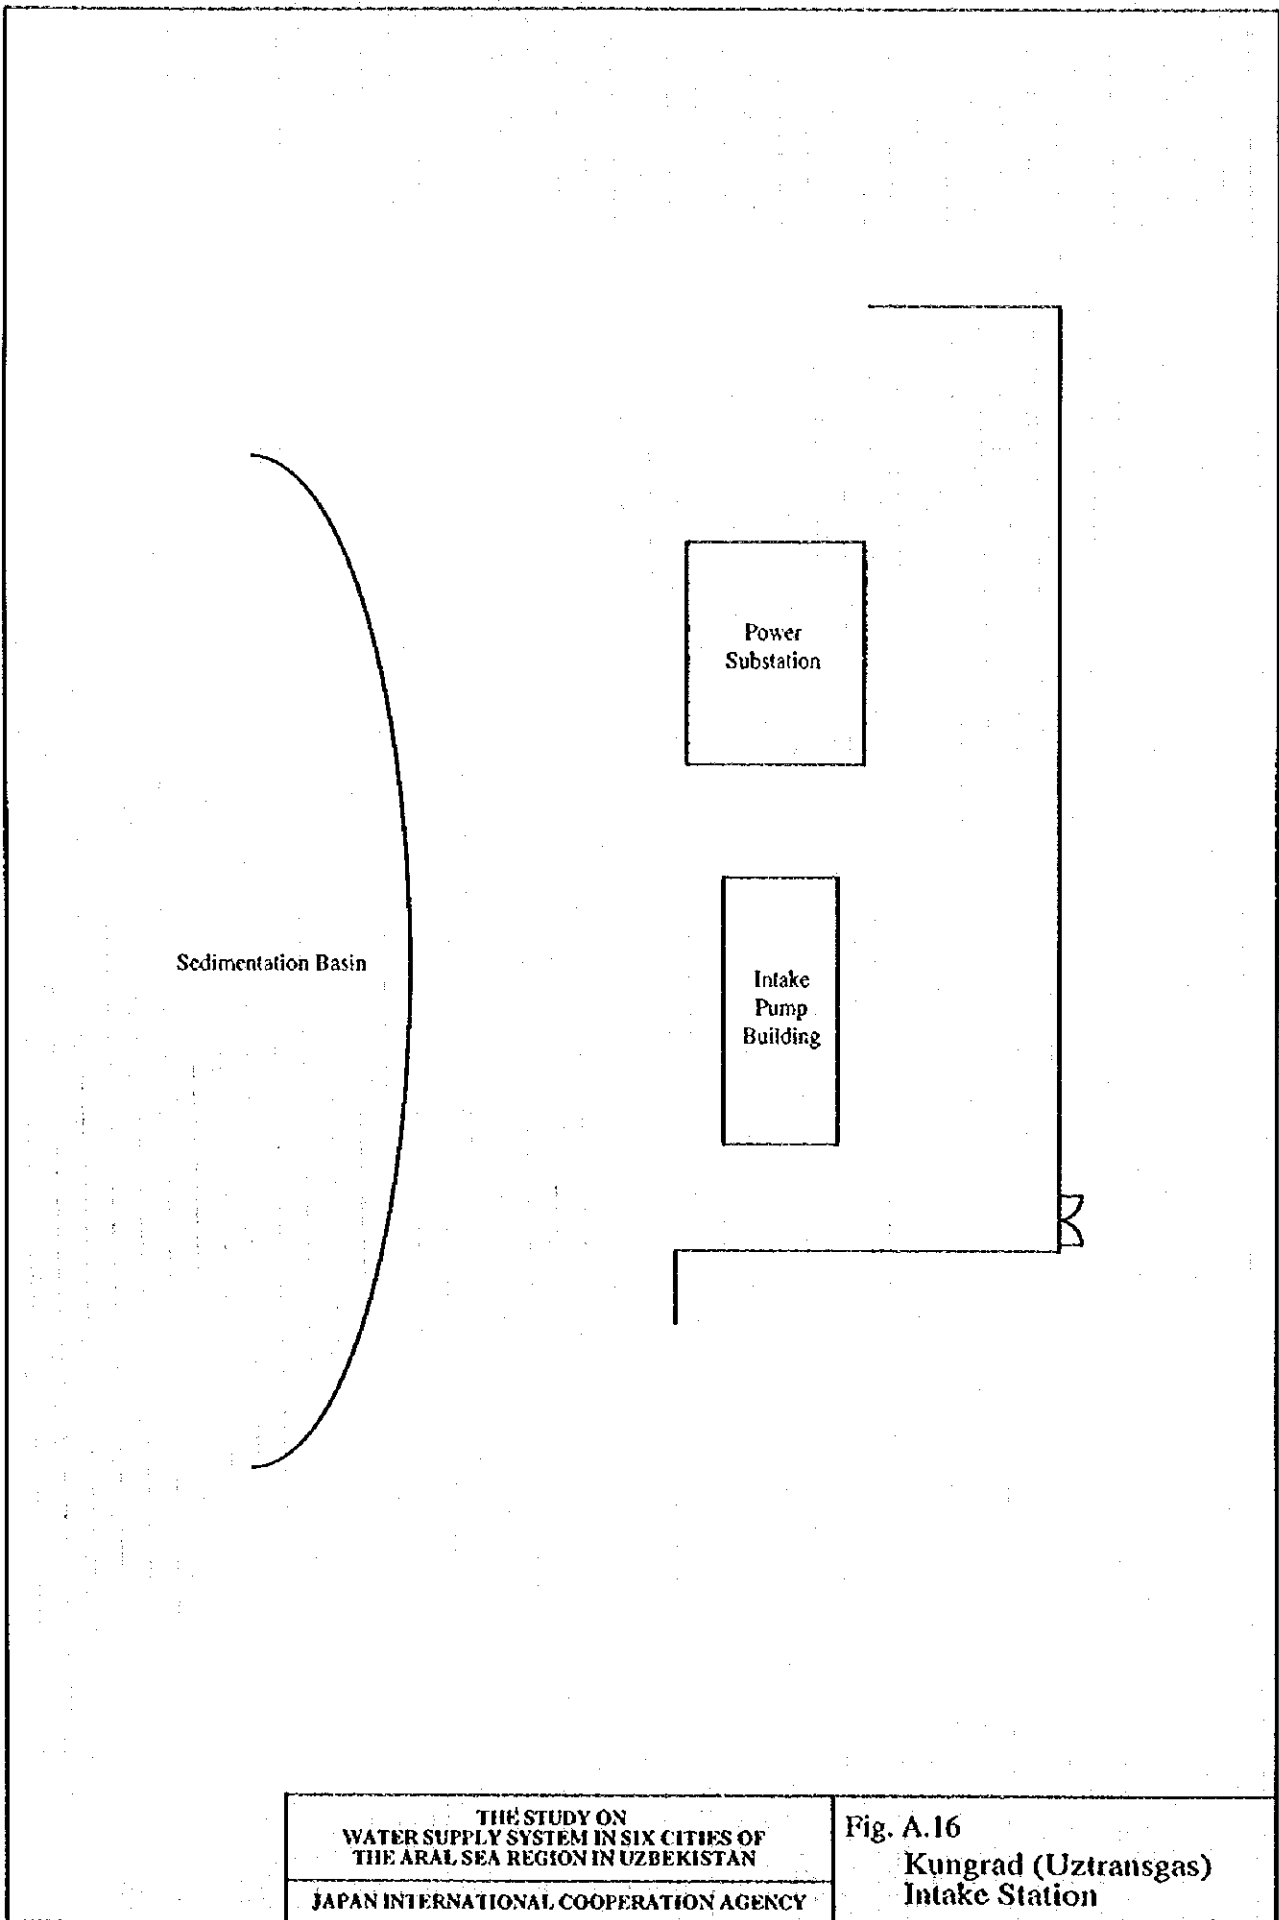 Power
Substation
Sedimentation Basin
Intake
Pump
Building
THE STUDY ON
WATER SUPPLY SYSTEM IN SIX CITIES OF
THE ARAL SEA REGION IN UZBEKISTAN
JAPAN INTERNATIONAL COOPERATION AGENCY
Fig. A.16
Kungrad (Uztransgas)
Intake Station